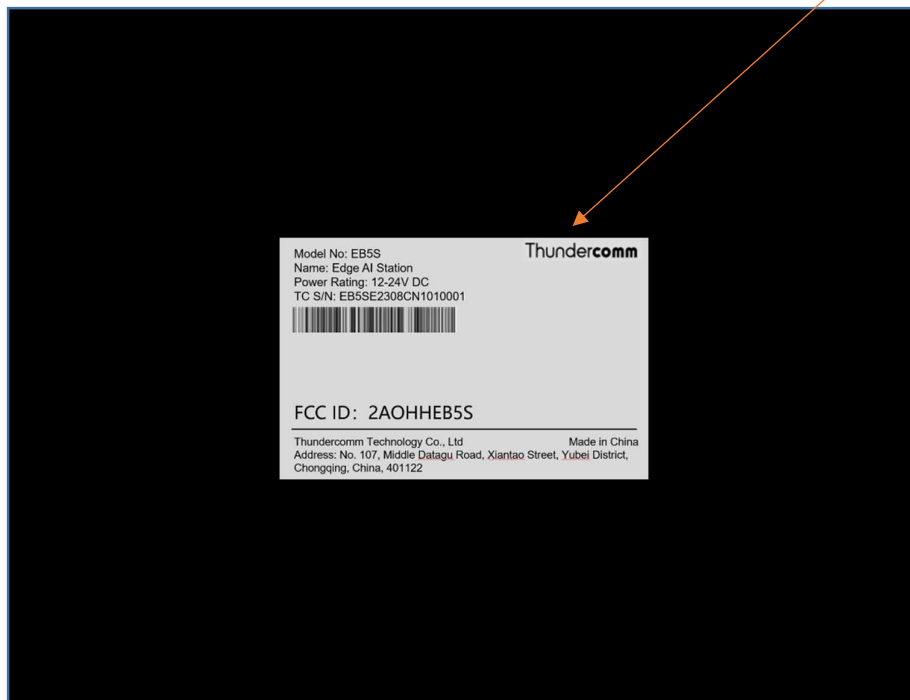 Model No: EB5S
Thundercomm
Name: Edge AI Station
Power Rating: 12-24V DC
TC S/N: EB5SE2308CN1010001
FCC ID: 2AOHHEB5S
Thundercomm Technology Co., Ltd
Made in China
Address: No. 107, Middle Datagu Road, Xiantao Street, Yubei District,
Chongqing, China, 401122